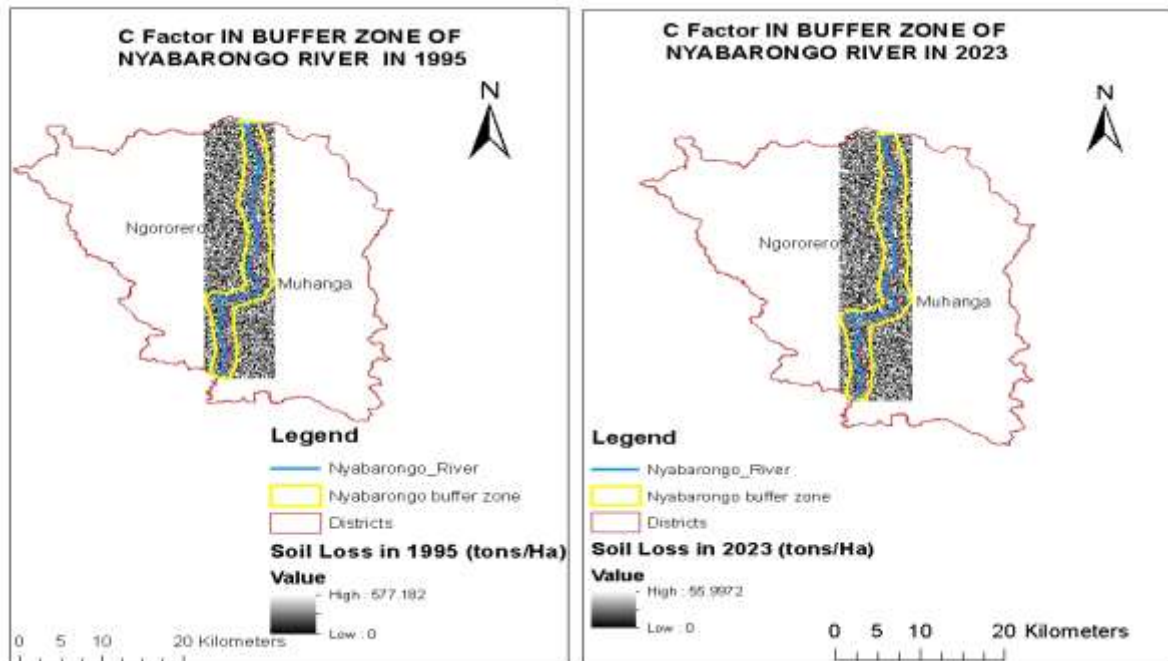 C Factor IN BUFFER ZONE OF
NYABARONGO RIVER IN 1995
N
Ngororero
Muhanga
Legend
Nyabarongo_River
Nyabarongo buffer zone
Districts
Soil Loss in 1995 (tons/Ha)
Value
High : 577.182
Low : 0
0 5 10 20 Kilometers
C Factor IN BUFFER ZONE OF
NYABARONGO RIVER IN 2023
N
Ngororero
Muhanga
Legend
Nyabarongo_River
Nyabarongo buffer zone
Districts
Soil Loss in 2023 (tons/Ha)
Value
High : 55.9972
Low : 0
0 5 10 20 Kilometers